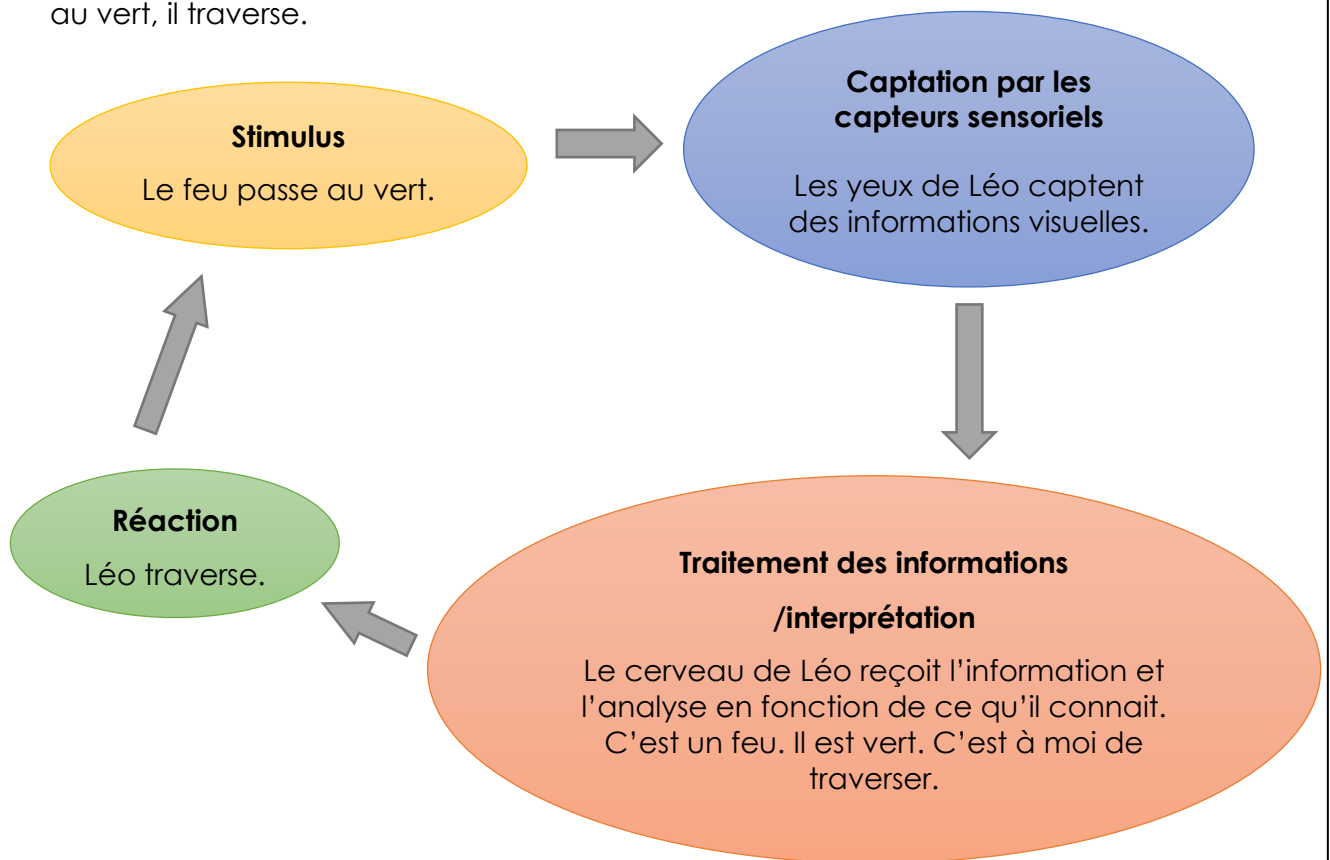 au vert, il traverse.
Stimulus
Le feu passe au vert.
Captation par les
capteurs sensoriels
Les yeux de Léo captent
des informations visuelles.
Traitement des informations
/interprétation
Le cerveau de Léo reçoit l’information et
l’analyse en fonction de ce qu’il connait.
C’est un feu. Il est vert. C’est à moi de
traverser.
Réaction
Léo traverse.